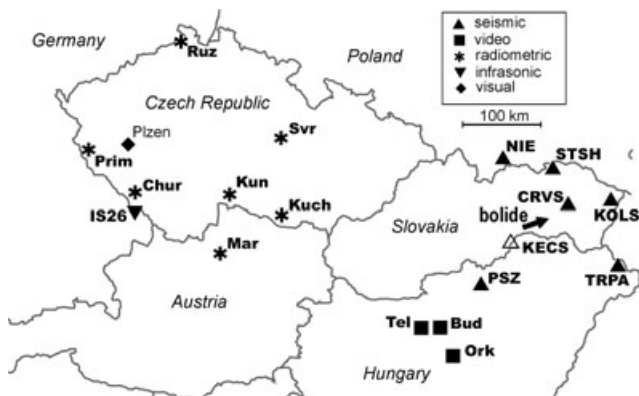 Germany
Ruz
Poland
seismic
video
radiometric
infrasonic
visual
100 km
Czech Republic
Plzen
Svr
Prim
NIE
STSH
Chur
Kun
CRVS
KOLS
IS26
Kuch
bolide
Slovakia
KECS
Mar
TRPA
PSZ
Austria
Tel
Bud
Ork
Hungary